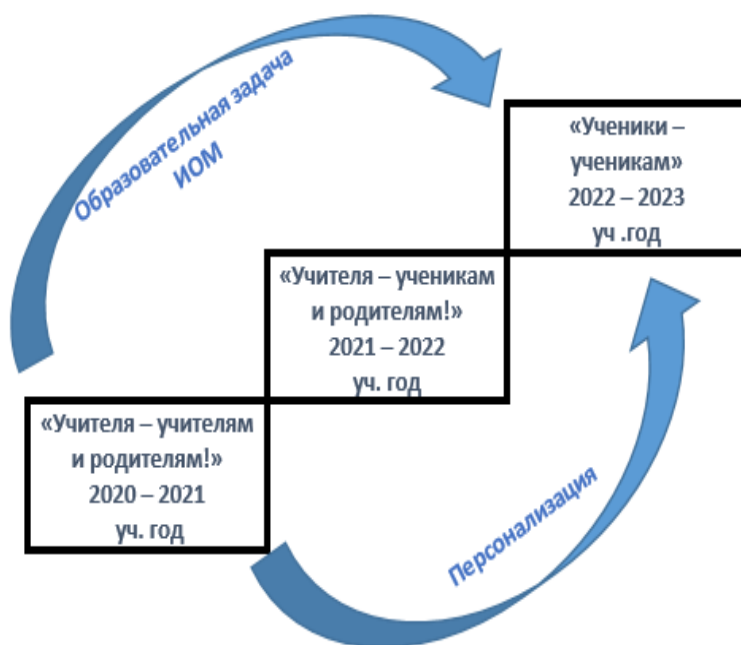 Образовательная задача
ИОМ
«Ученики –
ученикам»
2022 – 2023
уч .год
«Учителя – ученикам
и родителям!»
2021 – 2022
уч. год
«Учителя – учителям
и родителям!»
2020 – 2021
уч. год
Персонализация